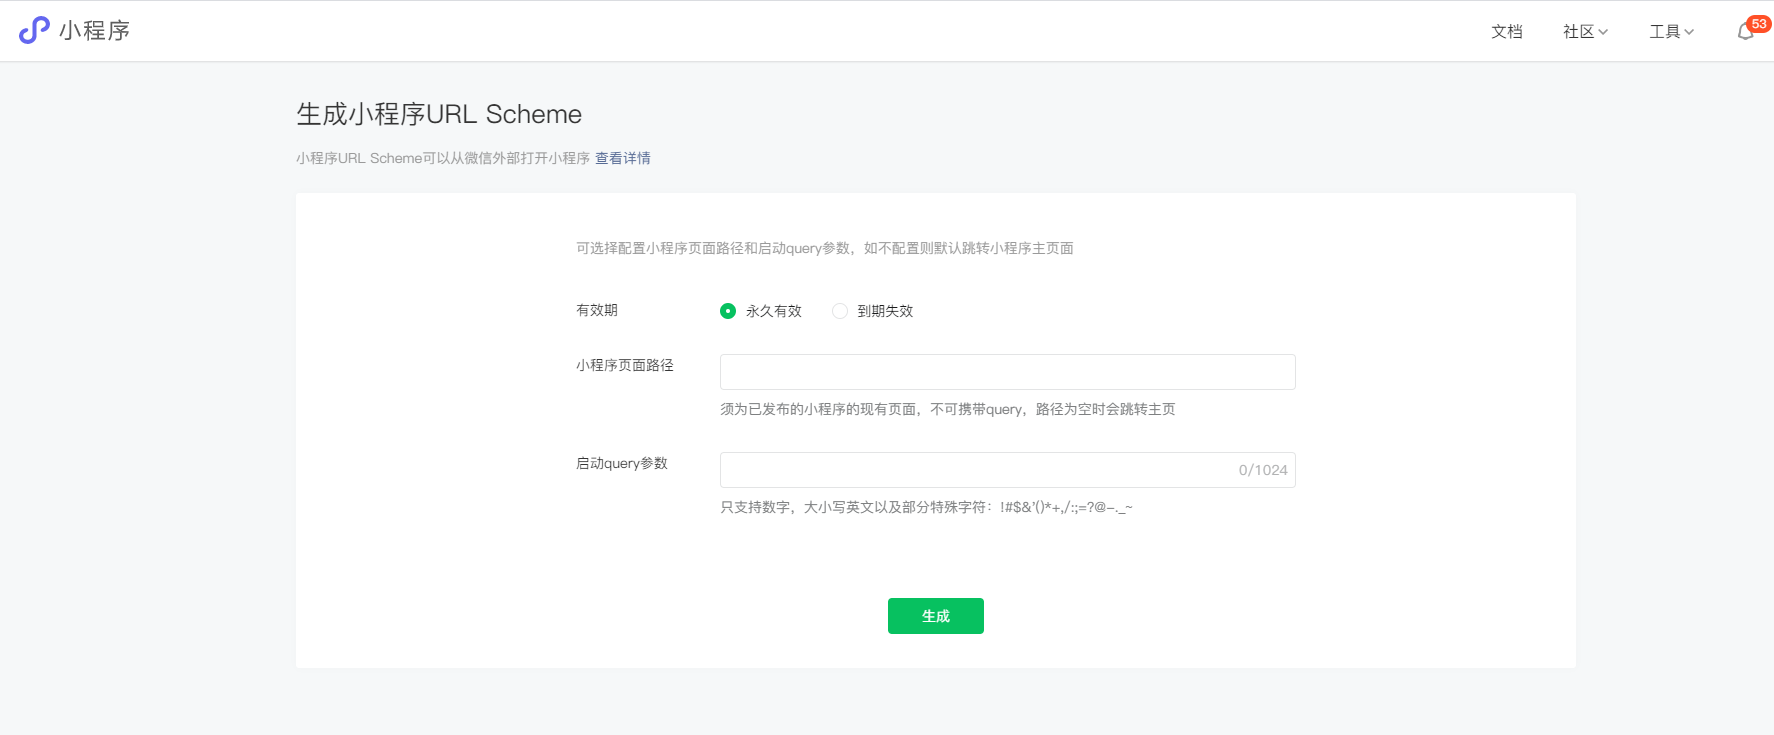 小程序
文档 社区 工具 53
生成小程序URL Scheme
小程序URL Scheme可以从微信外部打开小程序 查看详情
可选择配置小程序页面路径和启动query参数，如不配置则默认跳转小程序主页面
有效期 永久有效 到期失效
小程序页面路径
须为已发布的小程序的现有页面，不可携带query，路径为空时会跳转主页
启动query参数 0/1024
只支持数字，大小写英文以及部分特殊字符：!#$&'()*+,/:;=?@-._~
生成